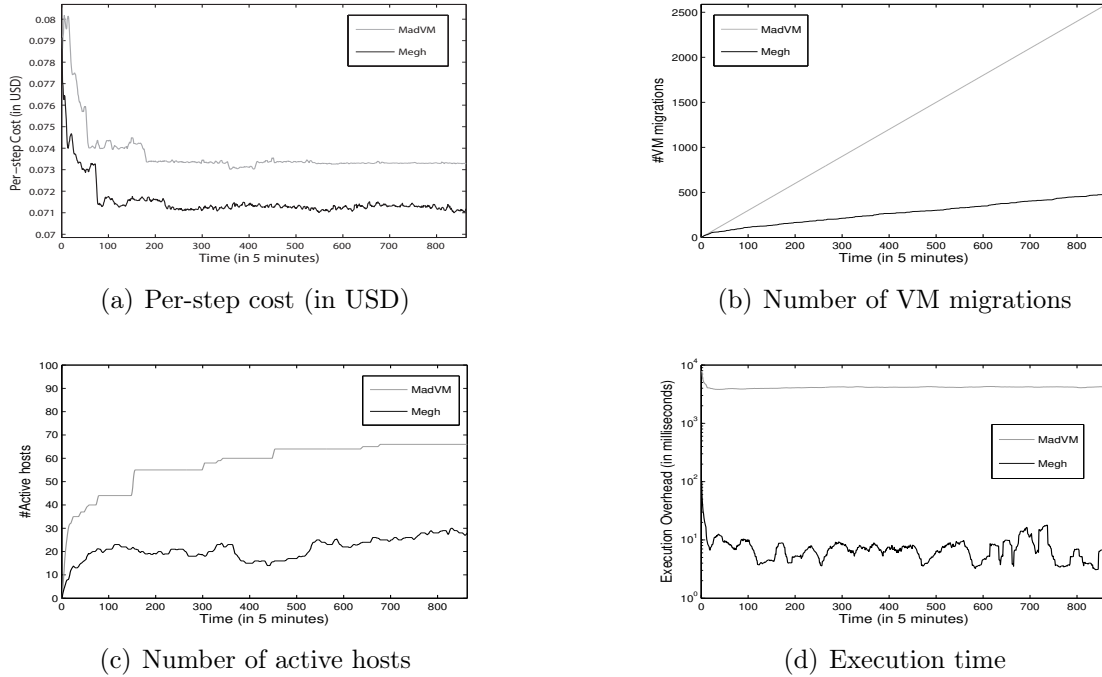 0.08
0.079
0.078
0.077
0.076
0.075
0.074
0.073
0.072
0.071
0.07
Per-step Cost (in USD)
MadVM
Megh
0 100 200 300 400 500 600 700 800
Time (in 5 minutes)
(a) Per-step cost (in USD)
2500
2000
1500
1000
500
0
#VM migrations
MadVM
Megh
0 100 200 300 400 500 600 700 800
Time (in 5 minutes)
(b) Number of VM migrations
100
90
80
70
60
50
40
30
20
10
0
#Active hosts
MadVM
Megh
0 100 200 300 400 500 600 700 800
Time (in 5 minutes)
(c) Number of active hosts
10⁴
10³
10²
10¹
10⁰
Execution Overhead (in milliseconds)
MadVM
Megh
0 100 200 300 400 500 600 700 800
Time (in 5 minutes)
(d) Execution time